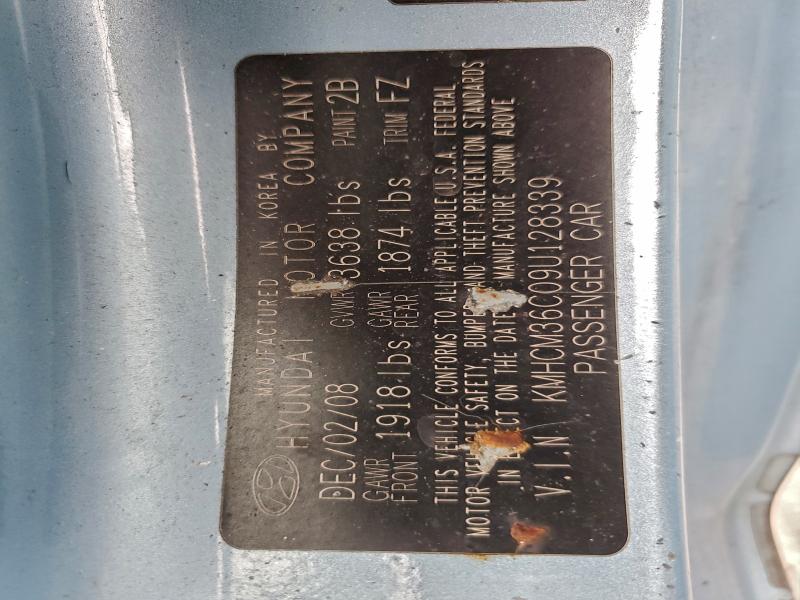 MANUFACTURED IN KOREA BY
HYUNDAI MOTOR COMPANY
DEC/02/08 GVWR 3638 lbs PAINT 2B
GAWR FRONT 1918 lbs GAWR REAR 1874 lbs TRIM FZ
THIS VEHICLE CONFORMS TO ALL APPLICABLE U.S.A. FEDERAL
MOTOR VEHICLE SAFETY, BUMPER AND THEFT PREVENTION STANDARDS
IN EFFECT ON THE DATE MANUFACTURE SHOWN ABOVE
V.I.N KMHCM36C09U128339
PASSENGER CAR